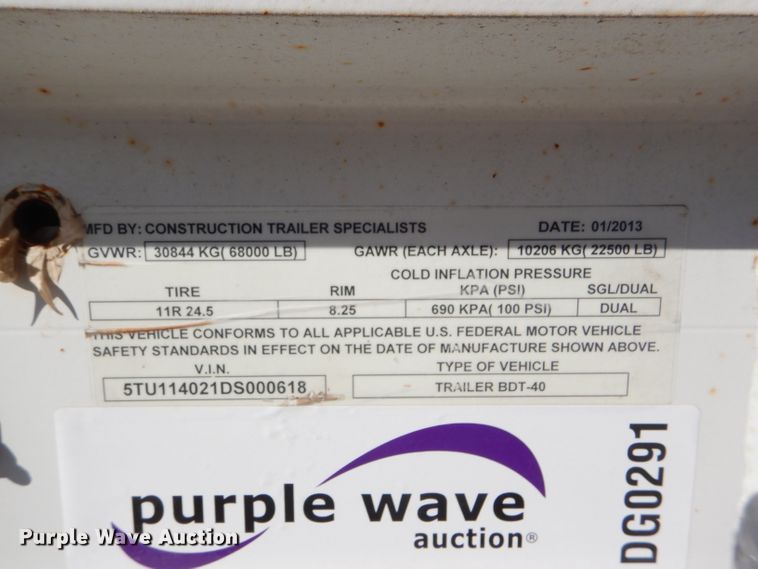 MFD BY: CONSTRUCTION TRAILER SPECIALISTS DATE: 01/2013
GVWR: 30844 KG( 68000 LB) GAWR (EACH AXLE): 10206 KG( 22500 LB)
COLD INFLATION PRESSURE
TIRE RIM KPA (PSI) SGL/DUAL
11R 24.5 8.25 690 KPA( 100 PSI) DUAL
THIS VEHICLE CONFORMS TO ALL APPLICABLE U.S. FEDERAL MOTOR VEHICLE
SAFETY STANDARDS IN EFFECT ON THE DATE OF MANUFACTURE SHOWN ABOVE.
V.I.N. TYPE OF VEHICLE
5TU114021DS000618 TRAILER BDT-40
purple wave
auction®
DG0291
Purple Wave Auction
Purple Wave Auction